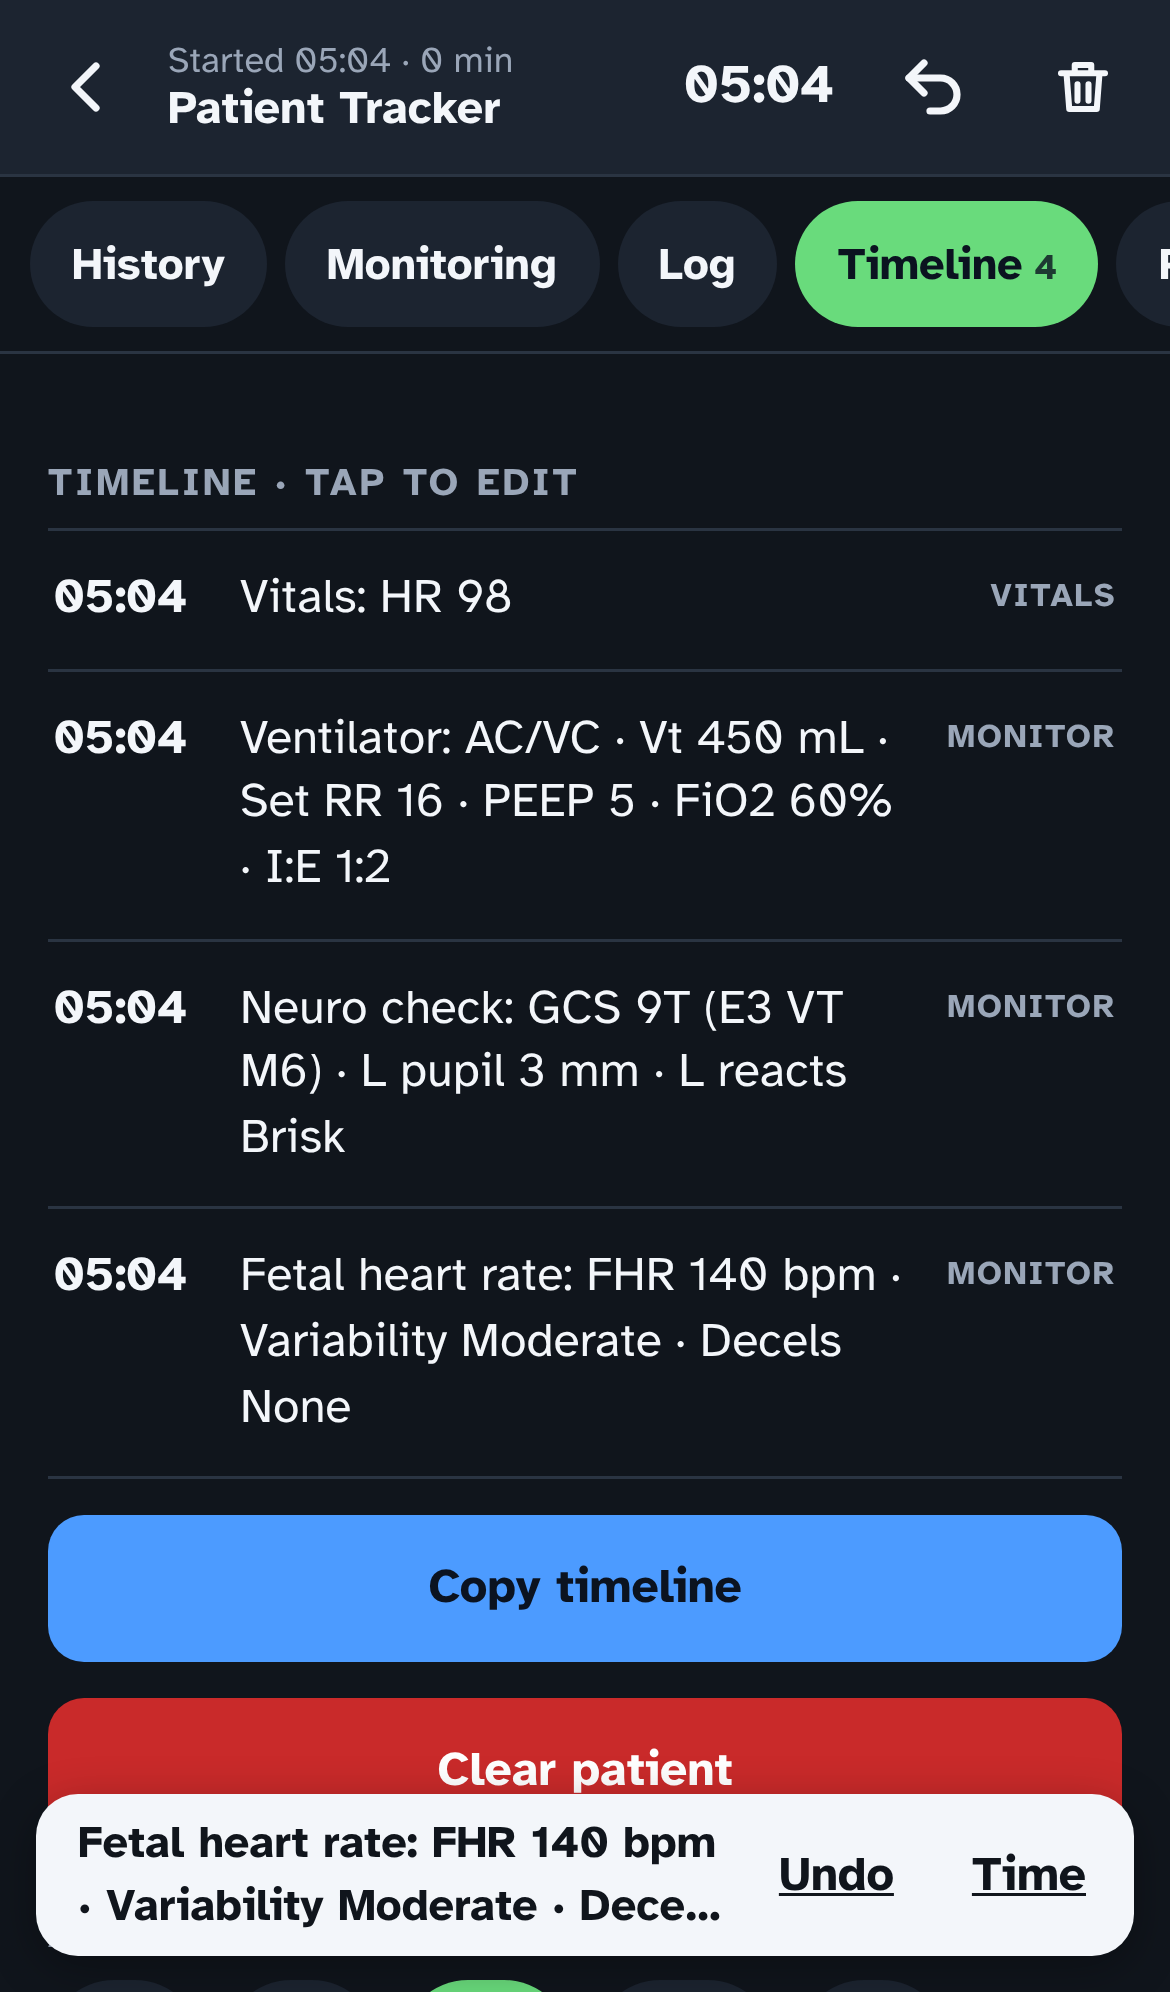 Started 05:04 · 0 min
Patient Tracker
05:04
History
Monitoring
Log
Timeline 4
TIMELINE · TAP TO EDIT
05:04
Vitals: HR 98
VITALS
05:04
Ventilator: AC/VC · Vt 450 mL ·
Set RR 16 · PEEP 5 · FiO2 60%
· I:E 1:2
MONITOR
05:04
Neuro check: GCS 9T (E3 VT
M6) · L pupil 3 mm · L reacts
Brisk
MONITOR
05:04
Fetal heart rate: FHR 140 bpm ·
Variability Moderate · Decels
None
MONITOR
Copy timeline
Clear patient
Fetal heart rate: FHR 140 bpm
· Variability Moderate · Dece...
Undo
Time